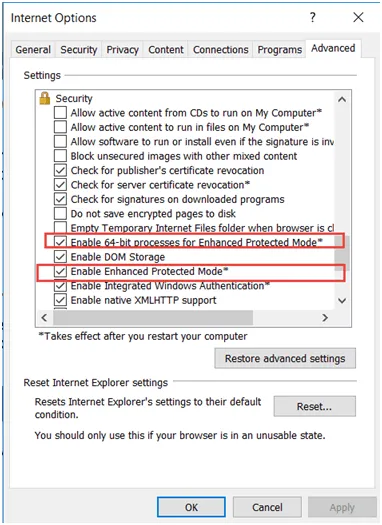 Internet Options
General Security Privacy Content Connections Programs Advanced
Settings
Security
Allow active content from CDs to run on My Computer*
Allow active content to run in files on My Computer*
Allow software to run or install even if the signature is inv
Block unsecured images with other mixed content
Check for publisher's certificate revocation
Check for server certificate revocation*
Check for signatures on downloaded programs
Do not save encrypted pages to disk
Empty Temporary Internet Files folder when browser is cl
Enable 64-bit processes for Enhanced Protected Mode*
Enable DOM Storage
Enable Enhanced Protected Mode*
Enable Integrated Windows Authentication*
Enable native XMLHTTP support
*Takes effect after you restart your computer
Restore advanced settings
Reset Internet Explorer settings
Resets Internet Explorer's settings to their default
condition.
Reset...
You should only use this if your browser is in an unusable state.
OK Cancel Apply